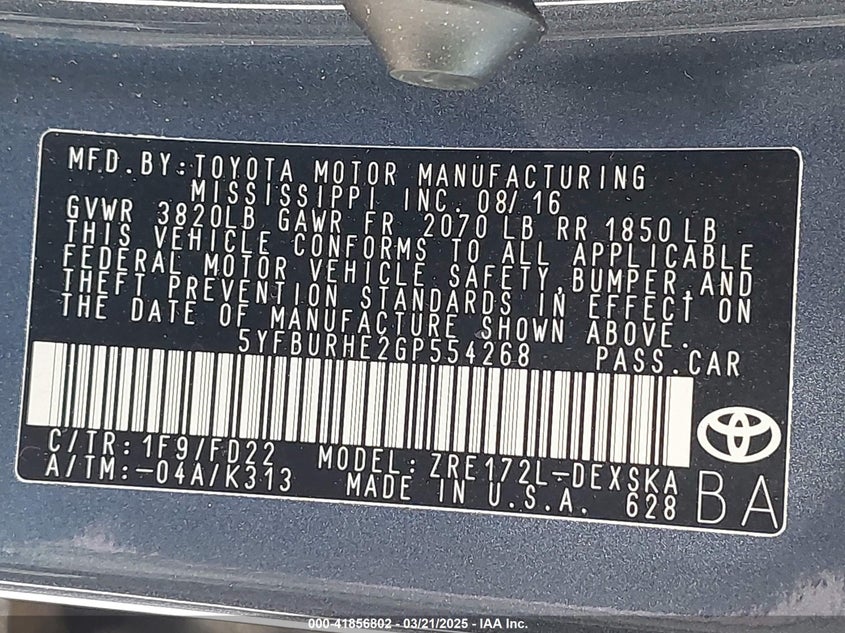 MFD.BY:TOYOTA MOTOR MANUFACTURING
MISSISSIPPI INC. 08/16
GVWR 3820LB GAWR FR 2070 LB RR 1850 LB
THIS VEHICLE CONFORMS TO ALL APPLICABLE
FEDERAL MOTOR VEHICLE SAFETY,BUMPER,AND
THEFT PREVENTION STANDARDS IN EFFECT ON
THE DATE OF MANUFACTURE SHOWN ABOVE.
5YFBURHE2GP554268 PASS.CAR
C/TR:1F9/FD22 MODEL:ZRE172L-DEXSKA
A/TM:-04A/K313 MADE IN U.S.A. 628
BA
000-41856802 — 03/21/2025 — IAA Inc.